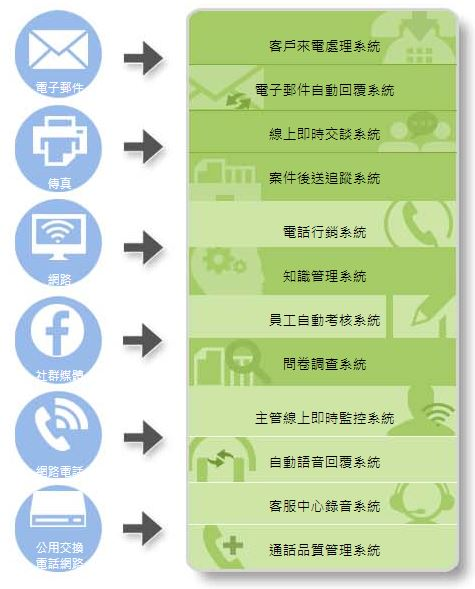 電子郵件
傳真
網路
社群媒體
網路電話
公用交換
電話網路
客戶來電處理系統
電子郵件自動回覆系統
線上即時交談系統
案件後送追蹤系統
電話行銷系統
知識管理系統
員工自動考核系統
問卷調查系統
主管線上即時監控系統
自動語音回覆系統
客服中心錄音系統
通話品質管理系統